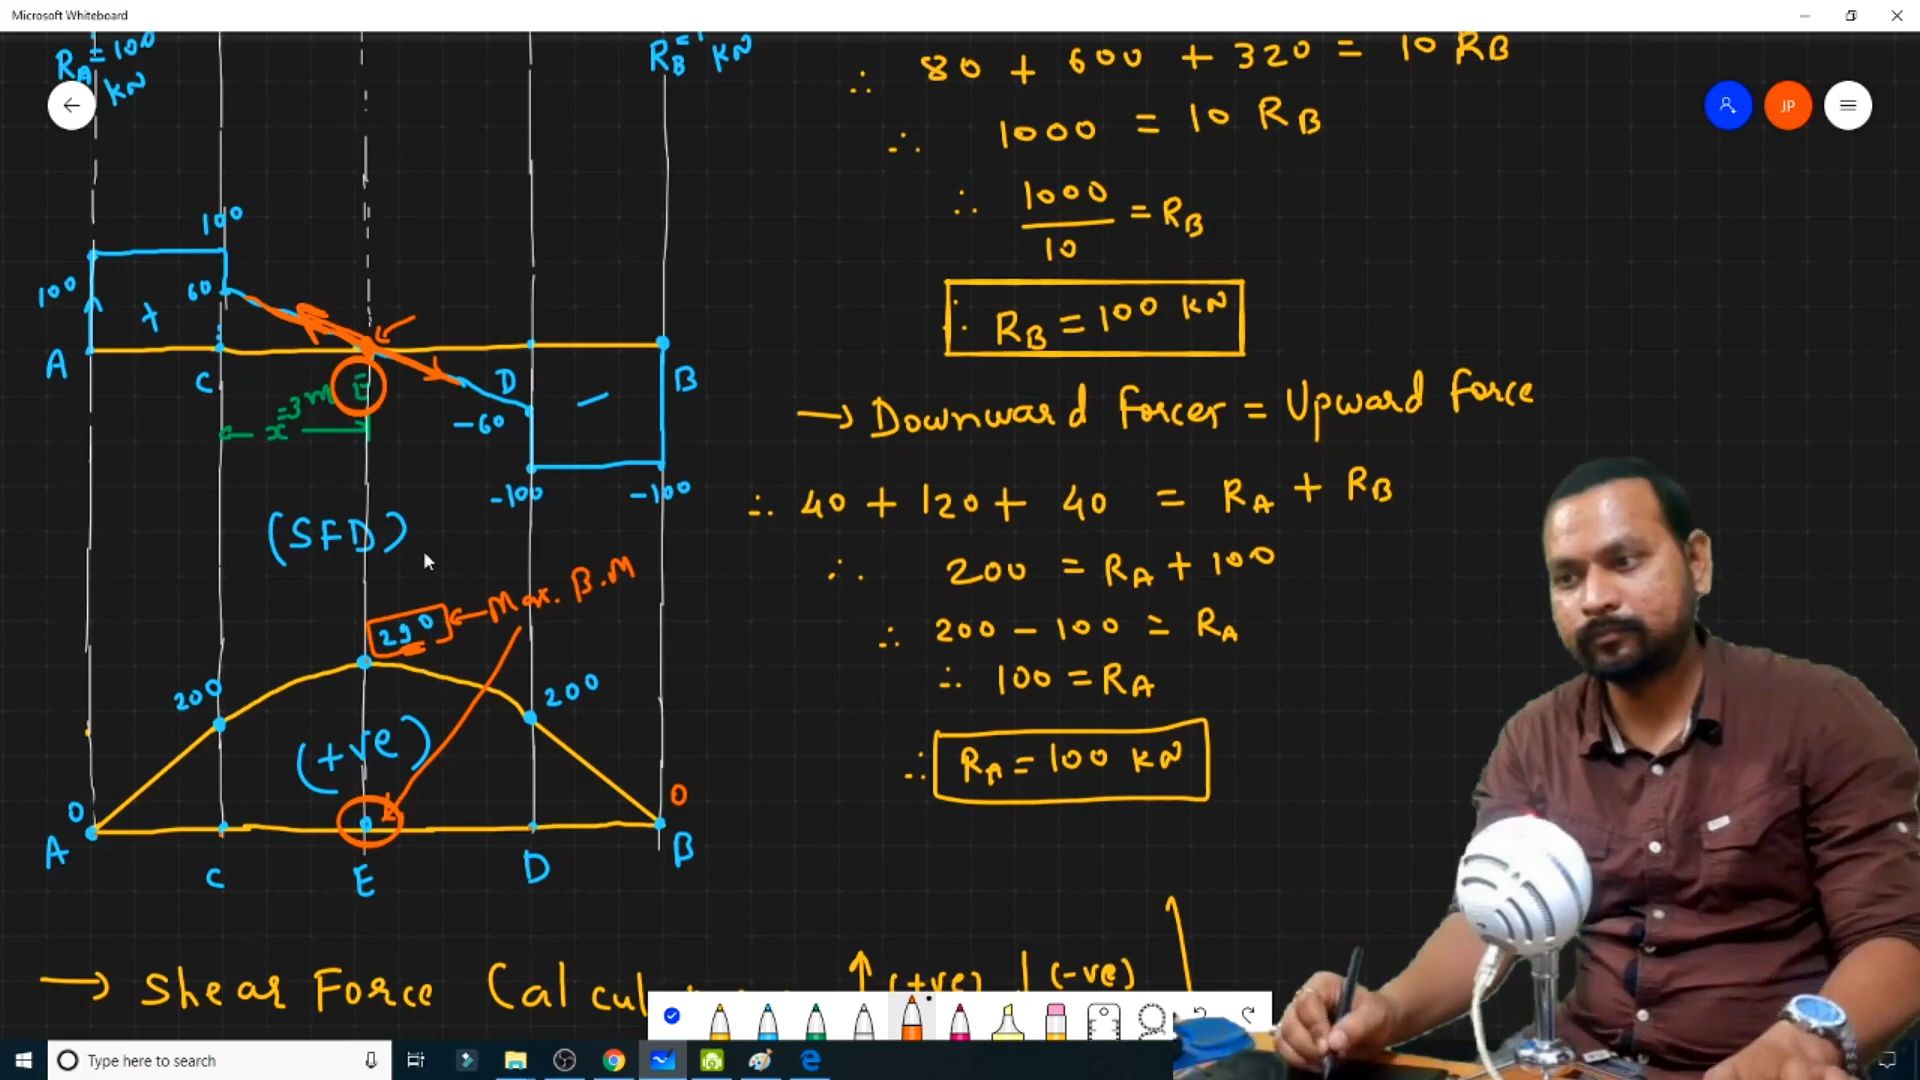 Microsoft Whiteboard
RA = 100 kN
RB = kN
100
100
60
+
A
C
E
D
B
x = 3m
-60
-
-100
-100
(SFD)
290 ← Max. B.M
200
200
(+ve)
0
0
A
C
E
D
B
∴ 80 + 600 + 320 = 10 RB
∴ 1000 = 10 RB
∴ 1000/10 = RB
∴ RB = 100 kN
→ Downward Forces = Upward Force
∴ 40 + 120 + 40 = RA + RB
∴ 200 = RA + 100
∴ 200 - 100 = RA
∴ 100 = RA
∴ RA = 100 kN
→ Shear Force Calcul ↑ (+ve) | (-ve)
JP
Type here to search